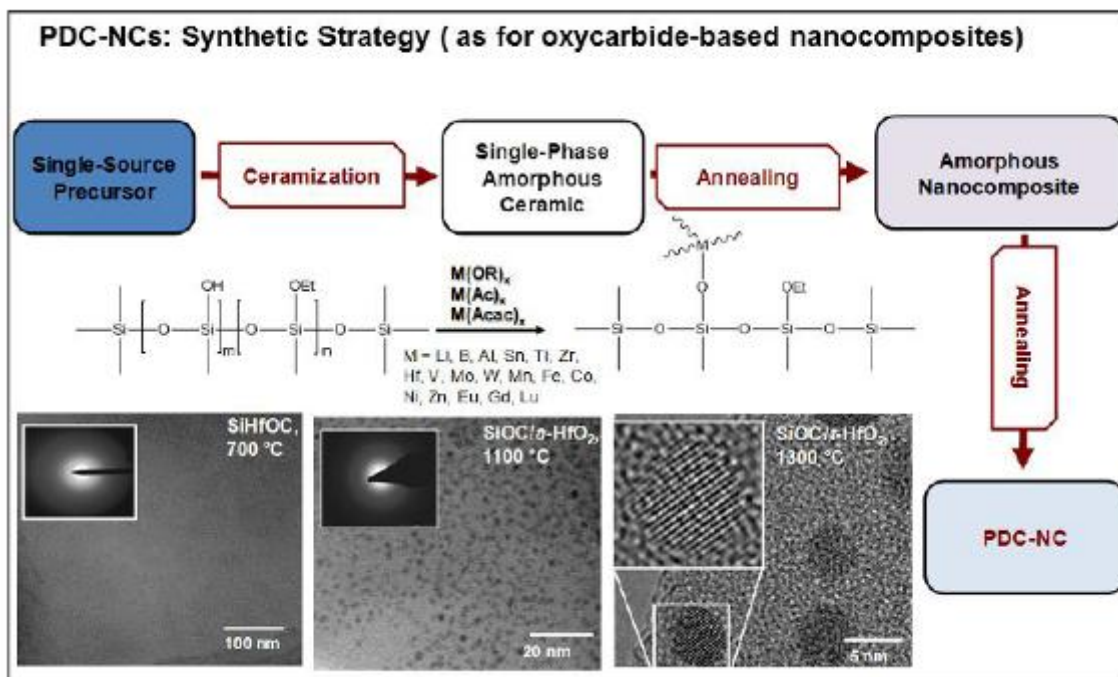 PDC-NCs: Synthetic Strategy ( as for oxycarbide-based nanocomposites)
Single-Source
Precursor
Ceramization
Single-Phase
Amorphous
Ceramic
Annealing
Amorphous
Nanocomposite
Annealing
PDC-NC
OH
OEt
Si
O
Si
O
Si
O
Si
m
n
M(OR)x
M(Ac)x
M(Acac)x
M = Li, B, Al, Sn, Ti, Zr,
Hf, V, Mo, W, Mn, Fe, Co,
Ni, Zn, Eu, Gd, Lu
M
O
OEt
Si
O
Si
O
Si
O
Si
SiHfOC,
700 °C
100 nm
SiOC/a-HfO2,
1100 °C
20 nm
SiOC/t-HfO2,
1300 °C
5 nm